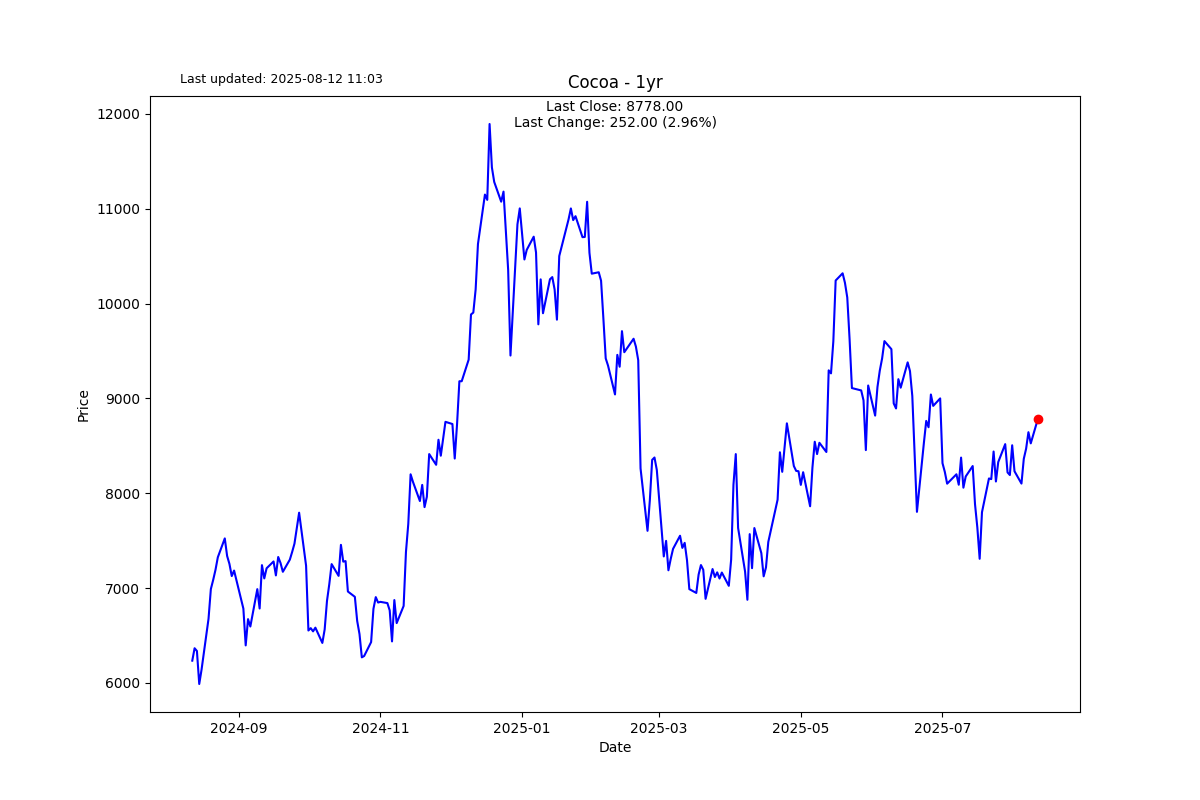 Last updated: 2025-08-12 11:03
Cocoa - 1yr
Last Close: 8778.00
Last Change: 252.00 (2.96%)
12000
11000
10000
9000
8000
7000
6000
Price
2024-09
2024-11
2025-01
2025-03
2025-05
2025-07
Date